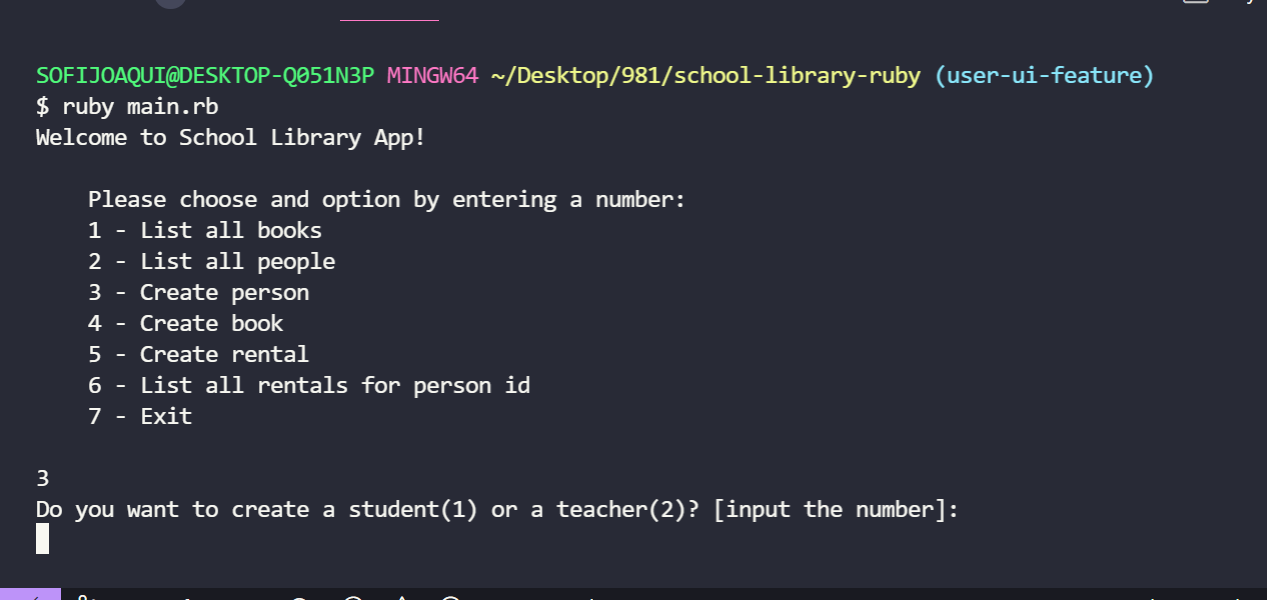 SOFIJOAQUI@DESKTOP-Q051N3P MINGW64 ~/Desktop/981/school-library-ruby (user-ui-feature)
$ ruby main.rb
Welcome to School Library App!
Please choose and option by entering a number:
1 - List all books
2 - List all people
3 - Create person
4 - Create book
5 - Create rental
6 - List all rentals for person id
7 - Exit
3
Do you want to create a student(1) or a teacher(2)? [input the number]: